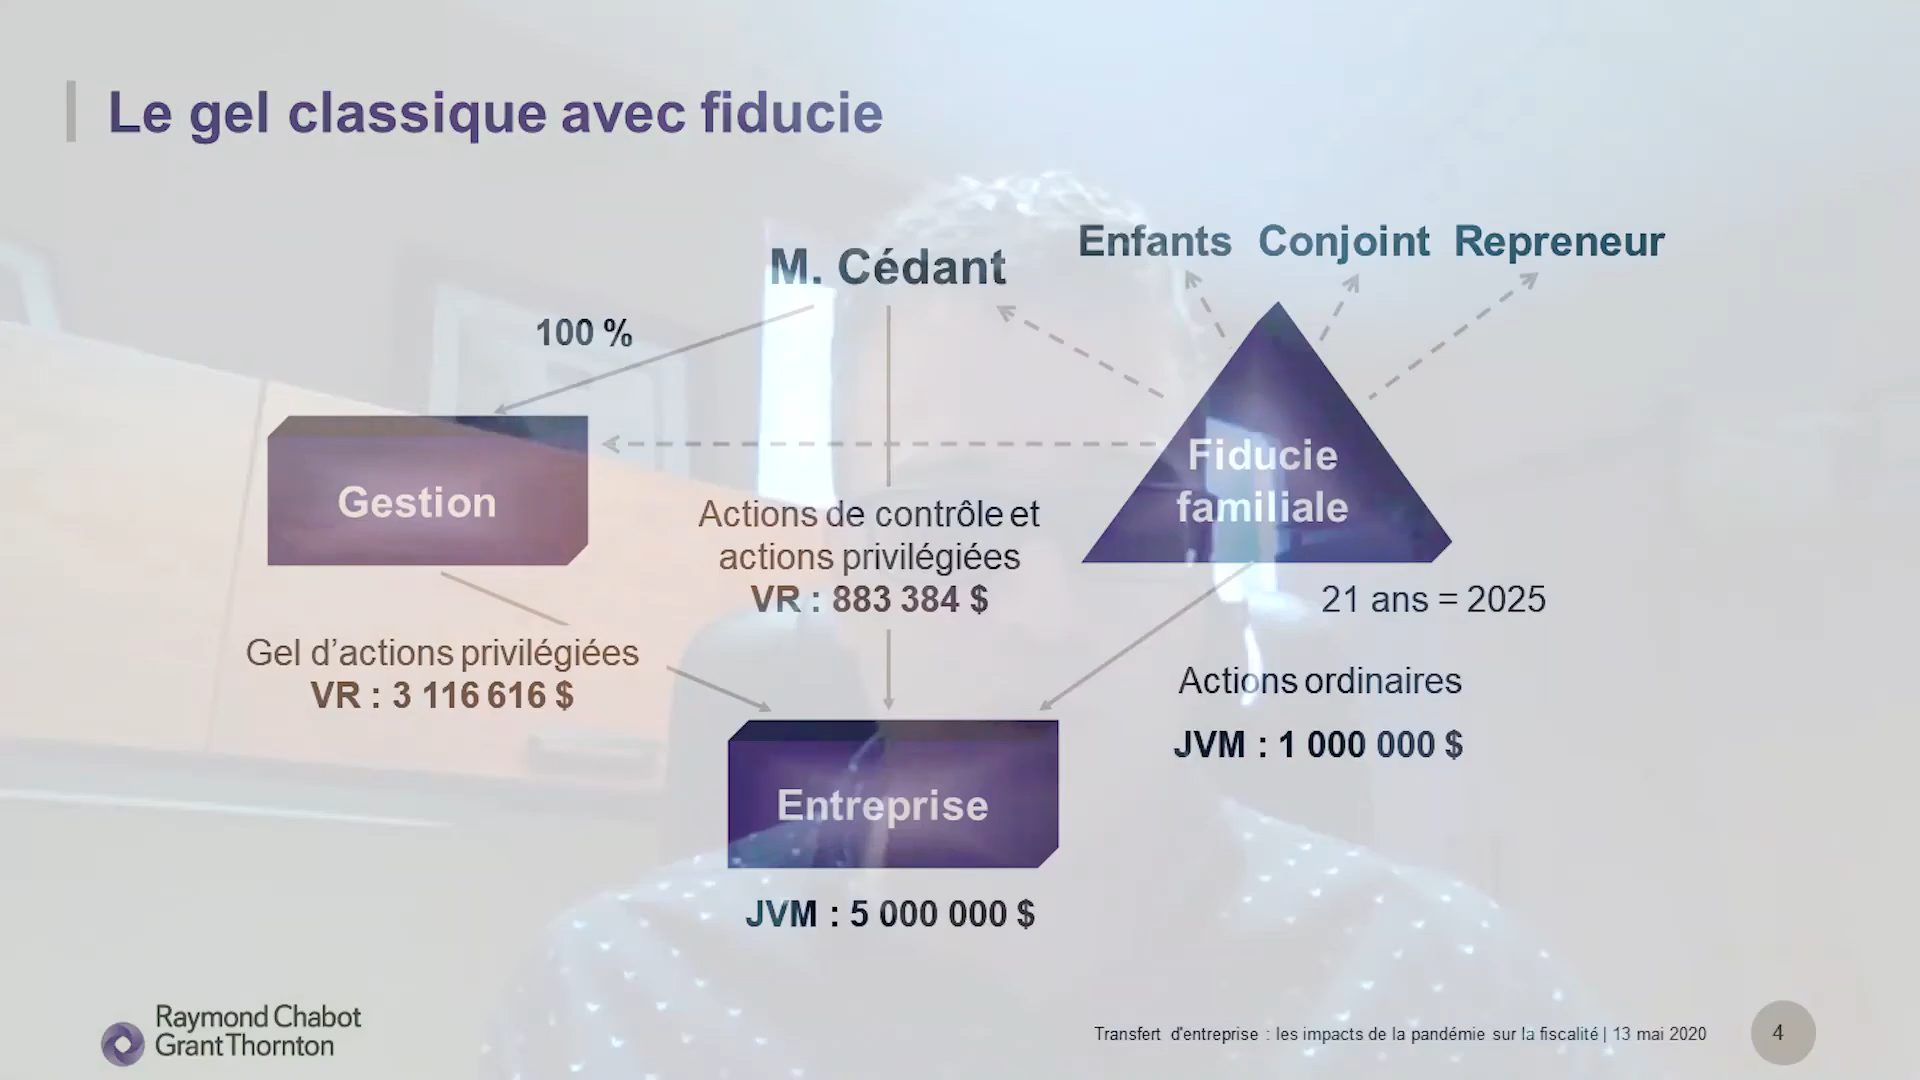 Le gel classique avec fiducie
M. Cédant
Enfants Conjoint Repreneur
100 %
Gestion
Fiducie
familiale
Actions de contrôle et
actions privilégiées
VR : 883 384 $
21 ans = 2025
Gel d’actions privilégiées
VR : 3 116 616 $
Actions ordinaires
JVM : 1 000 000 $
Entreprise
JVM : 5 000 000 $
Raymond Chabot
Grant Thornton
Transfert d'entreprise : les impacts de la pandémie sur la fiscalité | 13 mai 2020
4